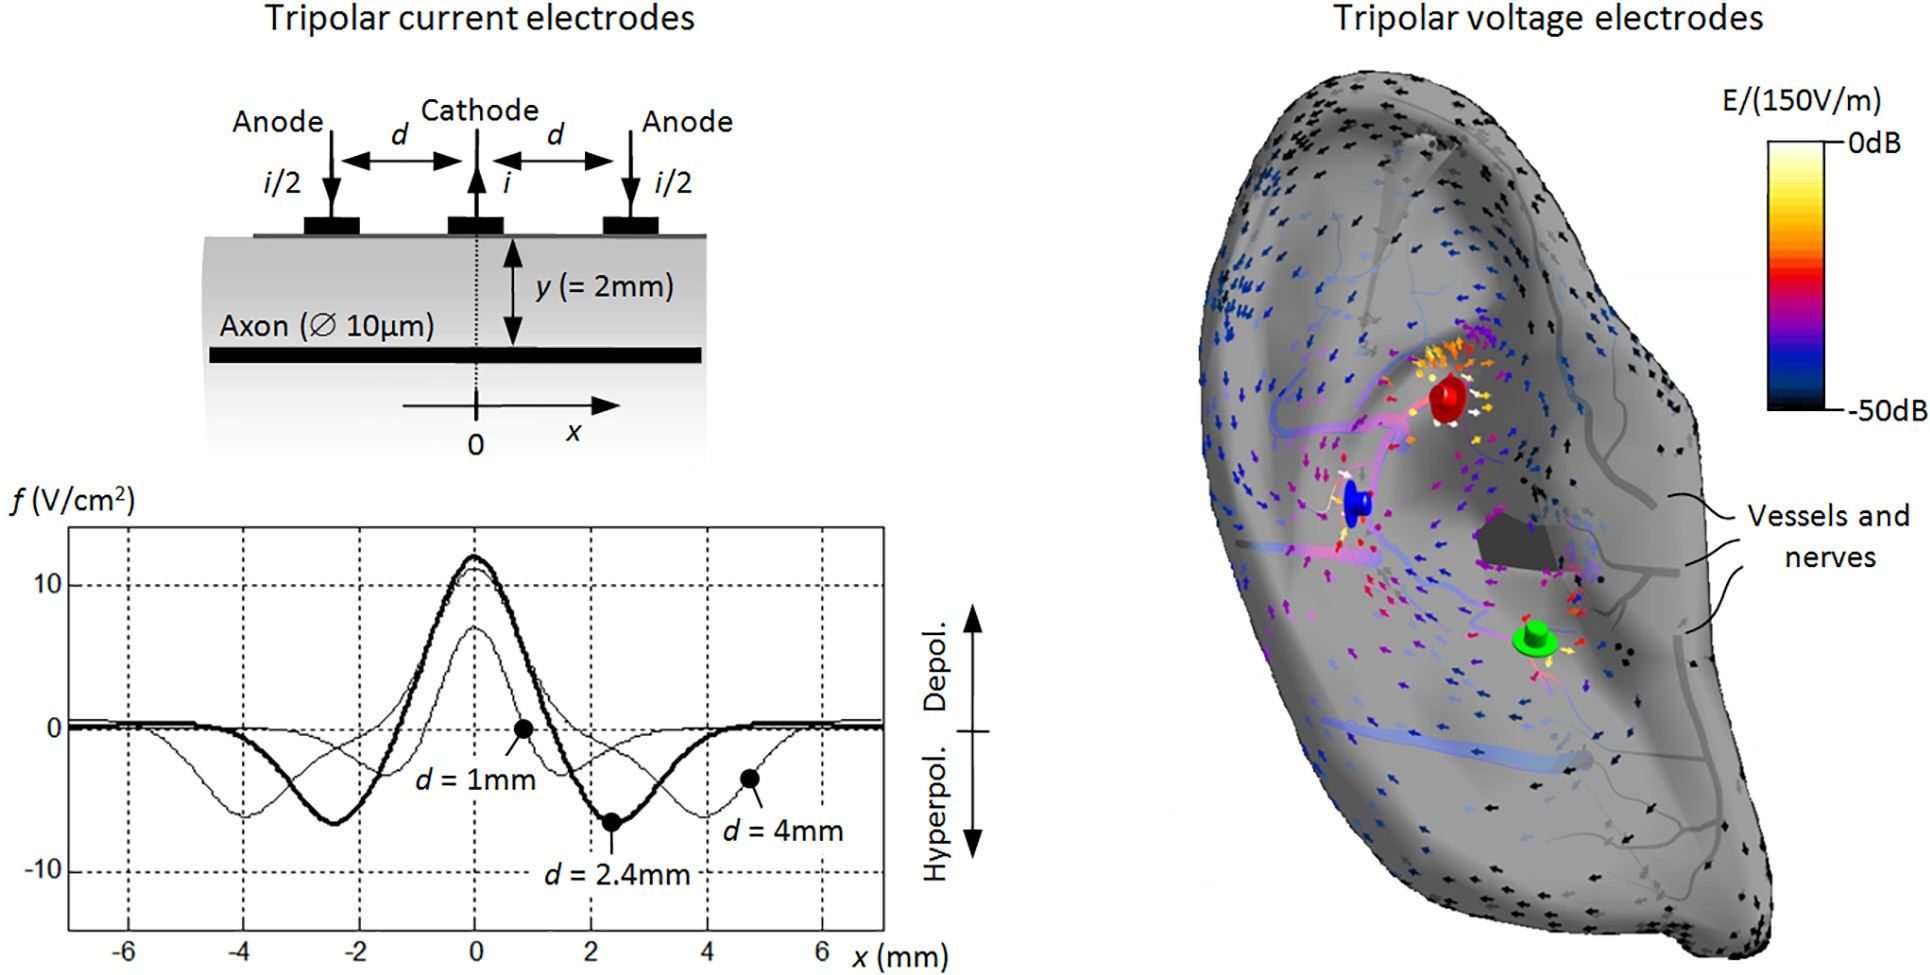 Tripolar current electrodes
Anode
Cathode
Anode
d
d
i/2
i
i/2
y (= 2mm)
Axon (∅ 10µm)
0
x
f (V/cm²)
10
0
-10
d = 1mm
d = 4mm
d = 2.4mm
-6
-4
-2
0
2
4
6
x (mm)
Depol.
Hyperpol.
Tripolar voltage electrodes
E/(150V/m)
0dB
-50dB
Vessels and
nerves